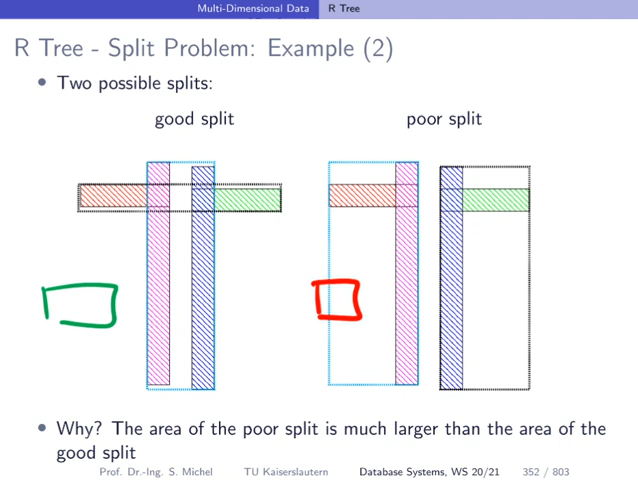 Multi-Dimensional Data R Tree
R Tree - Split Problem: Example (2)
• Two possible splits:
good split poor split
• Why? The area of the poor split is much larger than the area of the
good split
Prof. Dr.-Ing. S. Michel TU Kaiserslautern Database Systems, WS 20/21 352 / 803